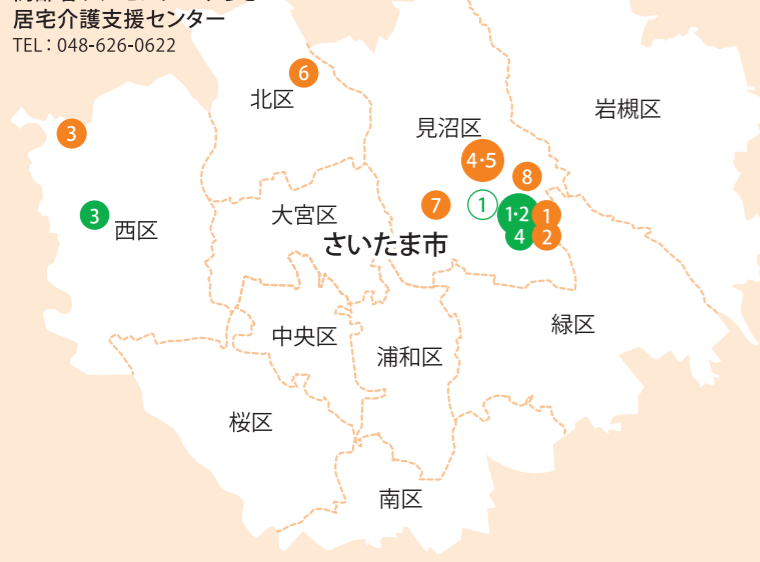 居宅介護支援センター
TEL：048-626-0622
6
北区
岩槻区
3
見沼区
4・5
8
7
1
3
西区
大宮区
1・2
1
さいたま市
4
2
中央区
緑区
浦和区
桜区
南区